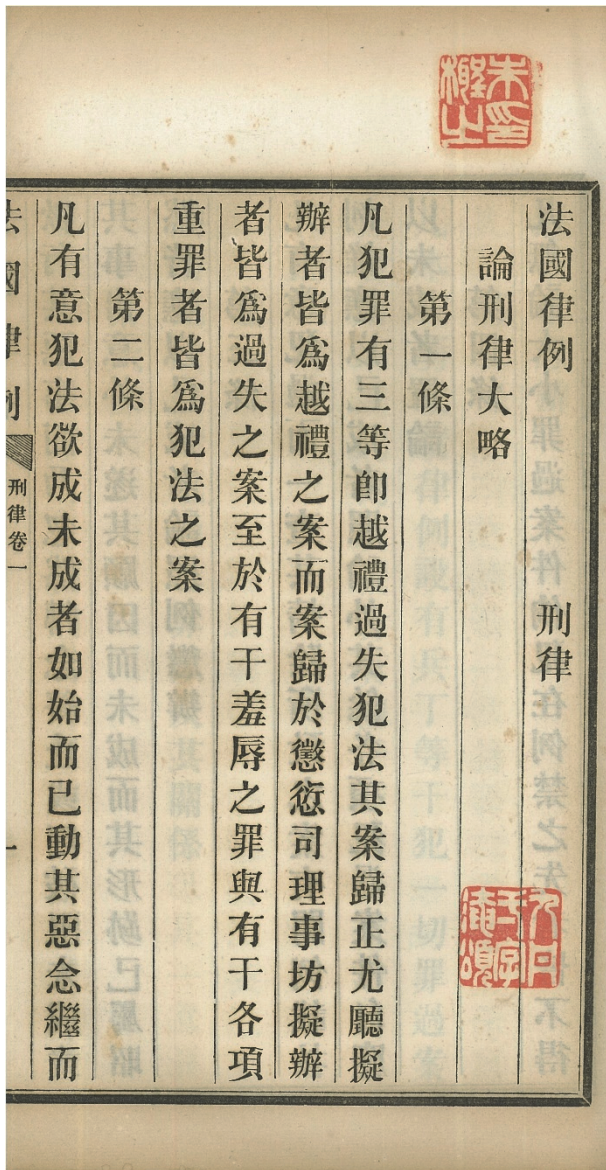 法國律例 刑律
論刑律大略
第一條
凡犯罪有三等卽越禮過失犯法其案歸正尤廳擬
辦者皆爲越禮之案而案歸於懲愆司理事坊擬辦
者皆爲過失之案至於有干羞辱之罪與有干各項
重罪者皆爲犯法之案
第二條
凡有意犯法欲成未成者如始而已動其惡念繼而
法國律例 刑律卷一 一